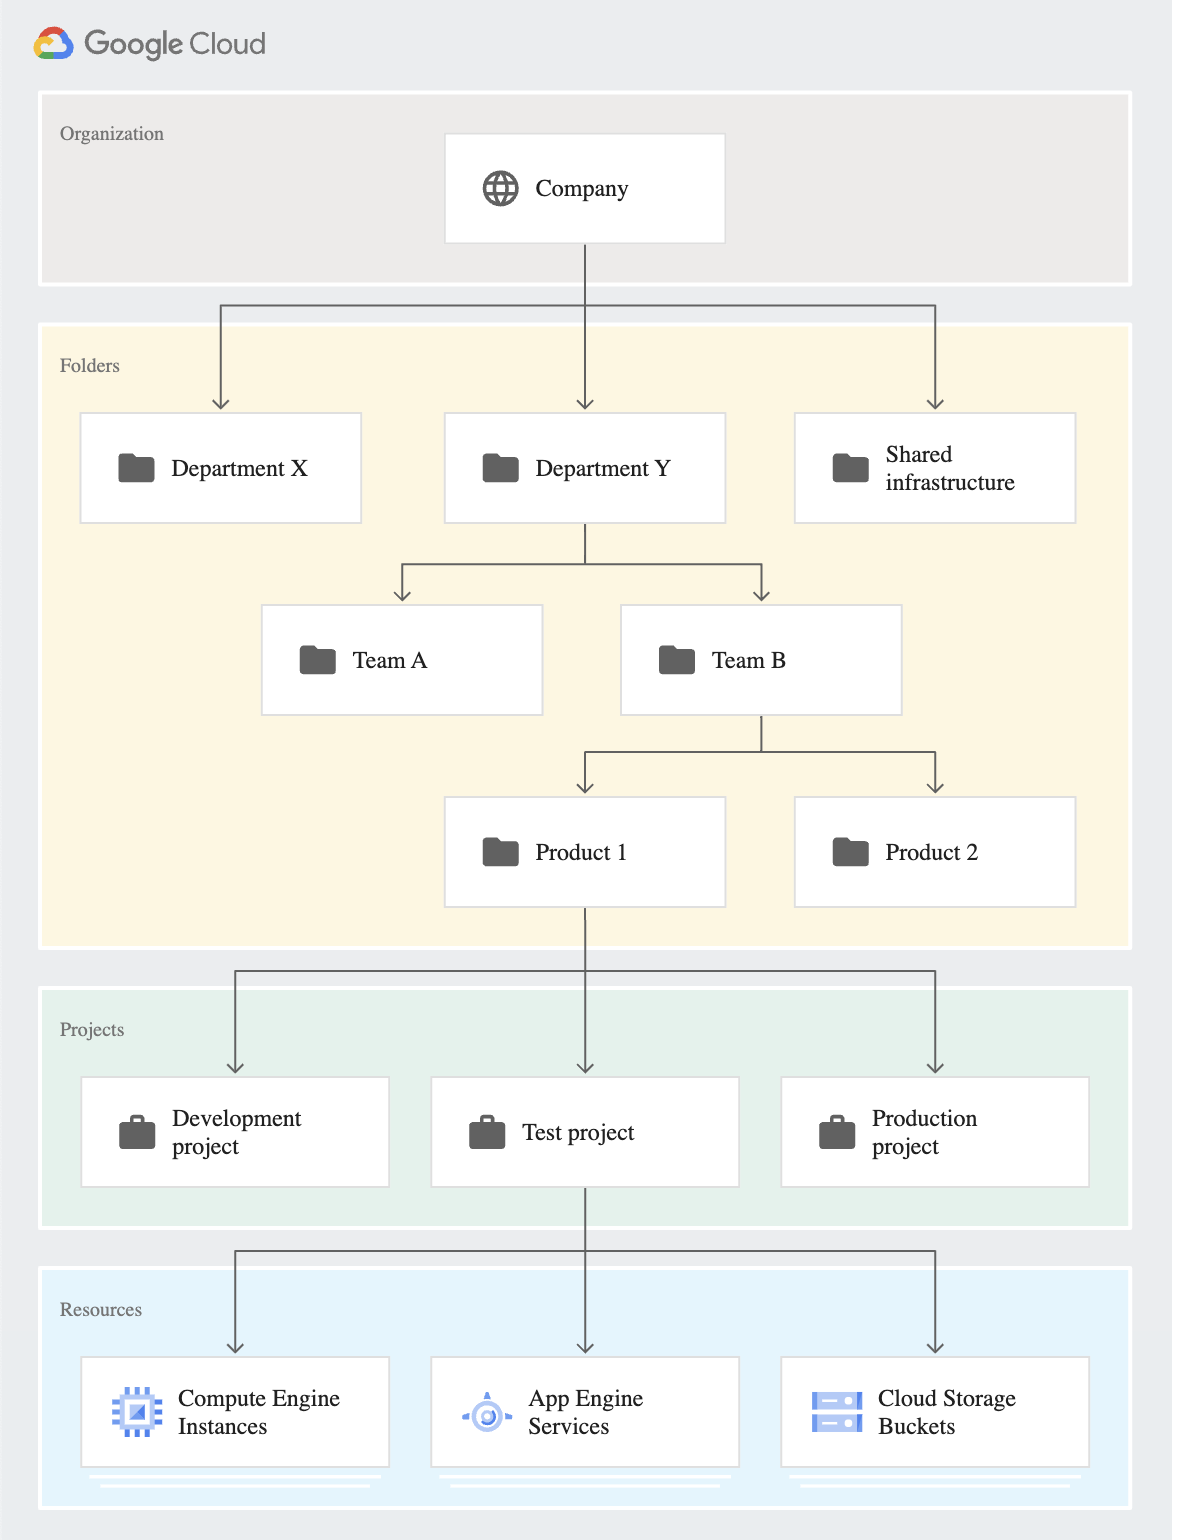 Google Cloud
Organization
Company
Folders
Department X
Department Y
Shared
infrastructure
Team A
Team B
Product 1
Product 2
Projects
Development
project
Test project
Production
project
Resources
Compute Engine
Instances
App Engine
Services
Cloud Storage
Buckets